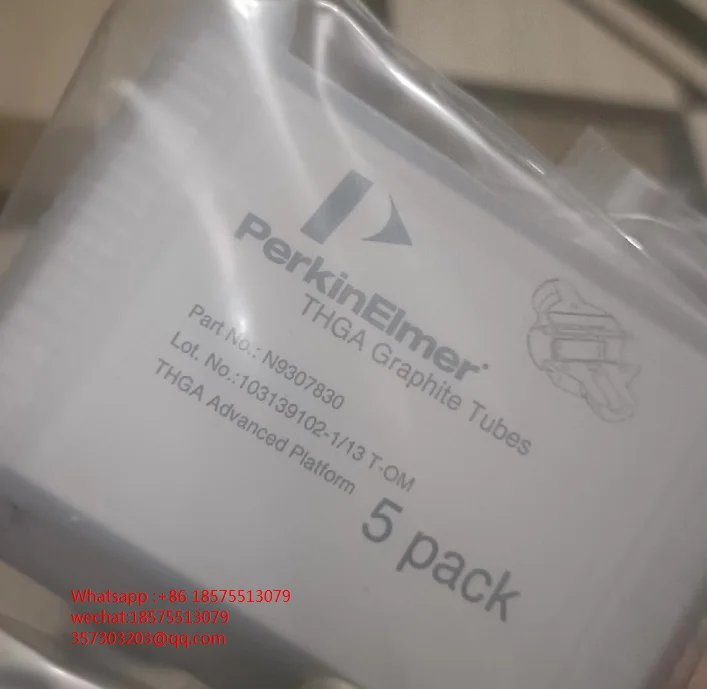 PerkinElmer
THGA Graphite Tubes
Part No.: N9307830
Lot. No.:103139102-1/13 T-OM
THGA Advanced Platform
5 pack
Whatsapp :+86 18575513079
wechat:18575513079
357303203@qq.com